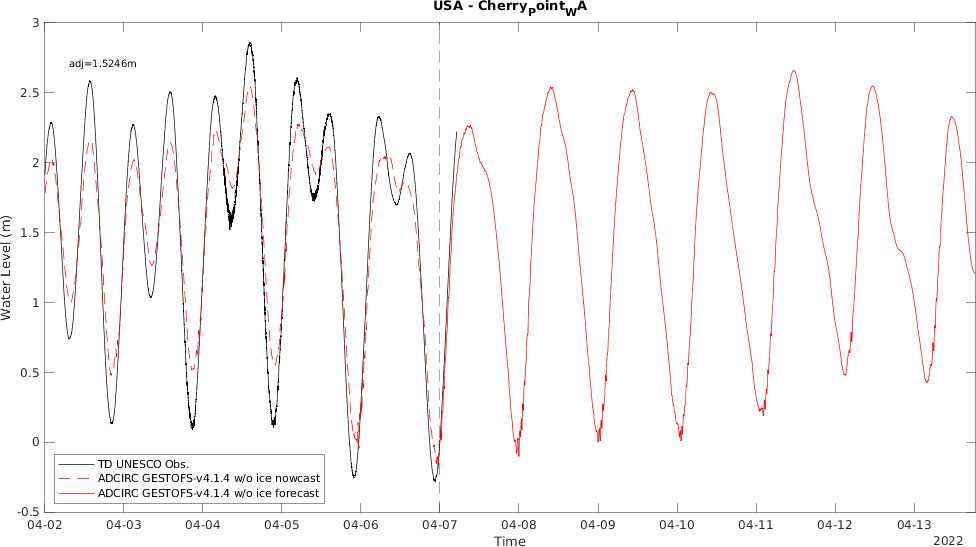 USA - CherryPointWA
adj=1.5246m
3
2.5
2
1.5
1
0.5
0
-0.5
Water Level (m)
TD UNESCO Obs.
ADCIRC GESTOFS-v4.1.4 w/o ice nowcast
ADCIRC GESTOFS-v4.1.4 w/o ice forecast
04-02 04-03 04-04 04-05 04-06 04-07 04-08 04-09 04-10 04-11 04-12 04-13
Time
2022